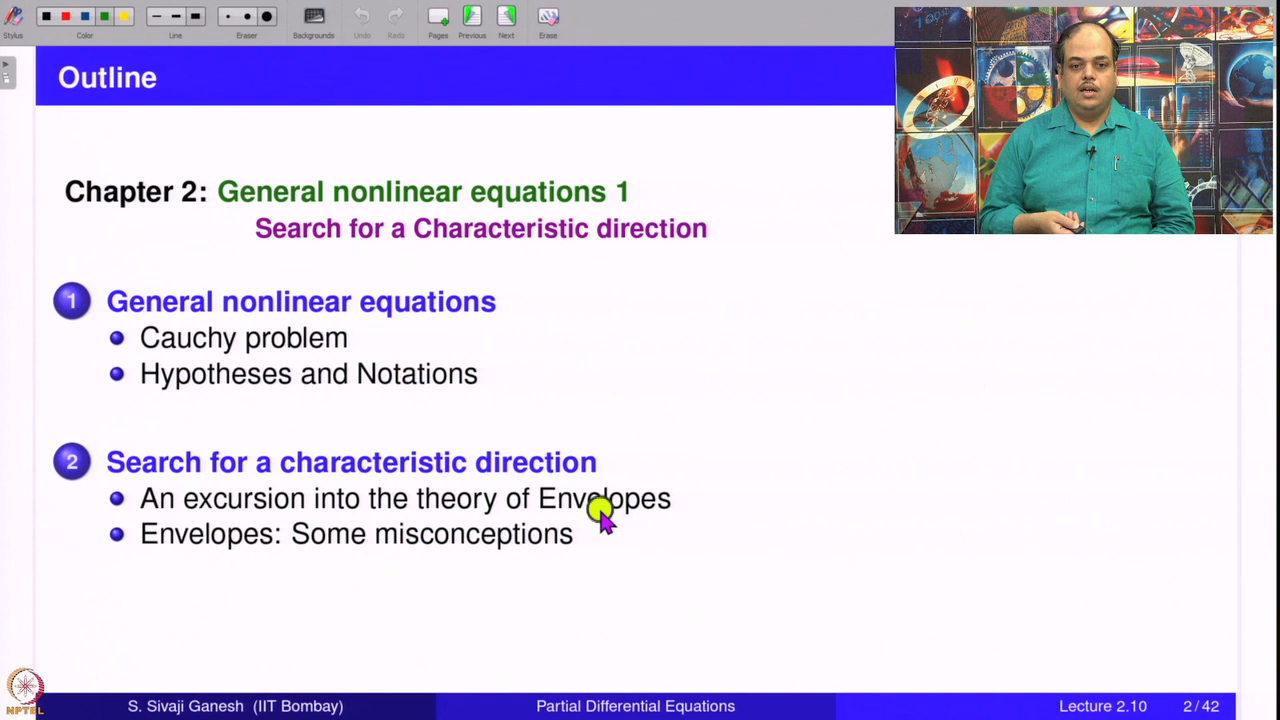 Stylus
Color
Line
Eraser
Backgrounds
Undo
Redo
Pages
Previous
Next
Erase
Outline
Chapter 2: General nonlinear equations 1
Search for a Characteristic direction
1 General nonlinear equations
Cauchy problem
Hypotheses and Notations
2 Search for a characteristic direction
An excursion into the theory of Envelopes
Envelopes: Some misconceptions
NPTEL
S. Sivaji Ganesh (IIT Bombay)
Partial Differential Equations
Lecture 2.10
2 / 42